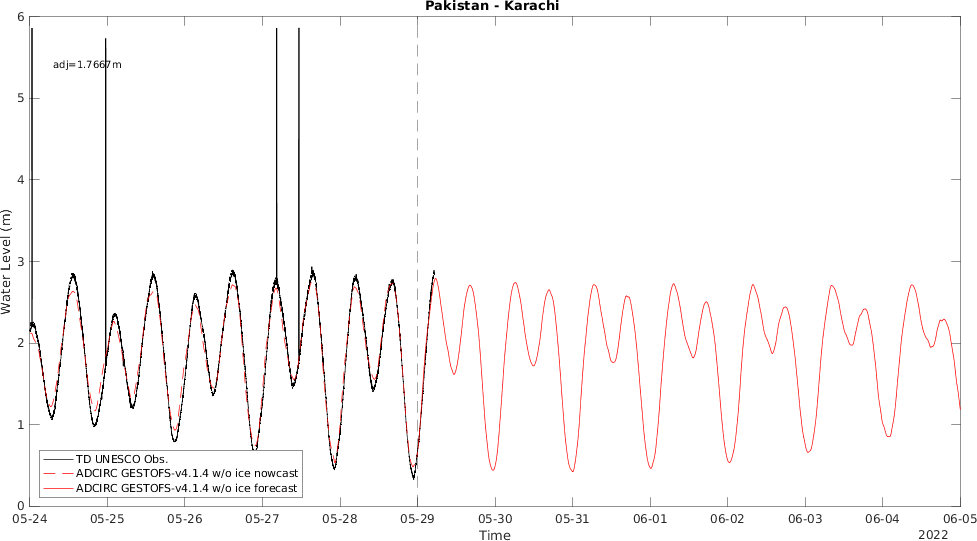 Pakistan - Karachi
6
adj=1.7667m
5
4
3
2
1
0
Water Level (m)
TD UNESCO Obs.
ADCIRC GESTOFS-v4.1.4 w/o ice nowcast
ADCIRC GESTOFS-v4.1.4 w/o ice forecast
05-24 05-25 05-26 05-27 05-28 05-29 05-30 05-31 06-01 06-02 06-03 06-04 06-05
Time
2022